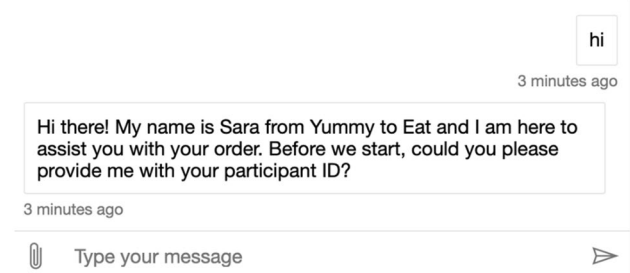 hi
3 minutes ago
Hi there! My name is Sara from Yummy to Eat and I am here to
assist you with your order. Before we start, could you please
provide me with your participant ID?
3 minutes ago
Type your message